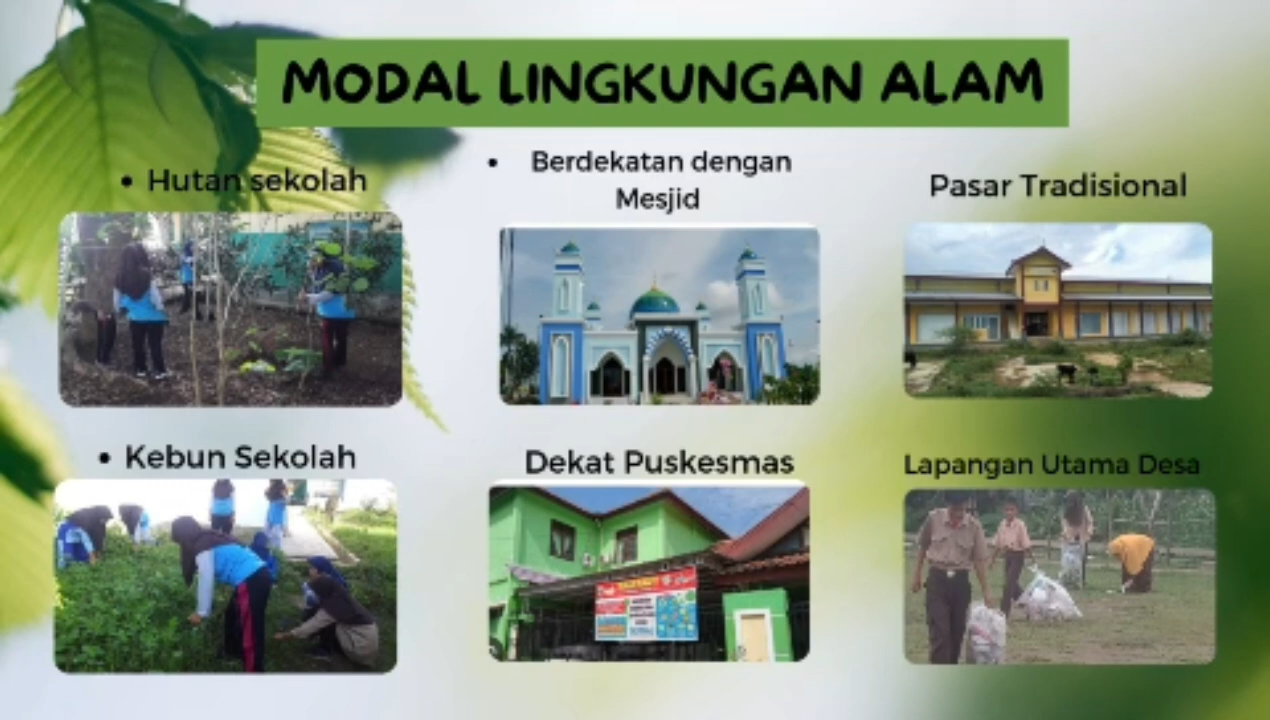 MODAL LINGKUNGAN ALAM
• Hutan sekolah
• Berdekatan dengan
Mesjid
Pasar Tradisional
• Kebun Sekolah
Dekat Puskesmas
Lapangan Utama Desa